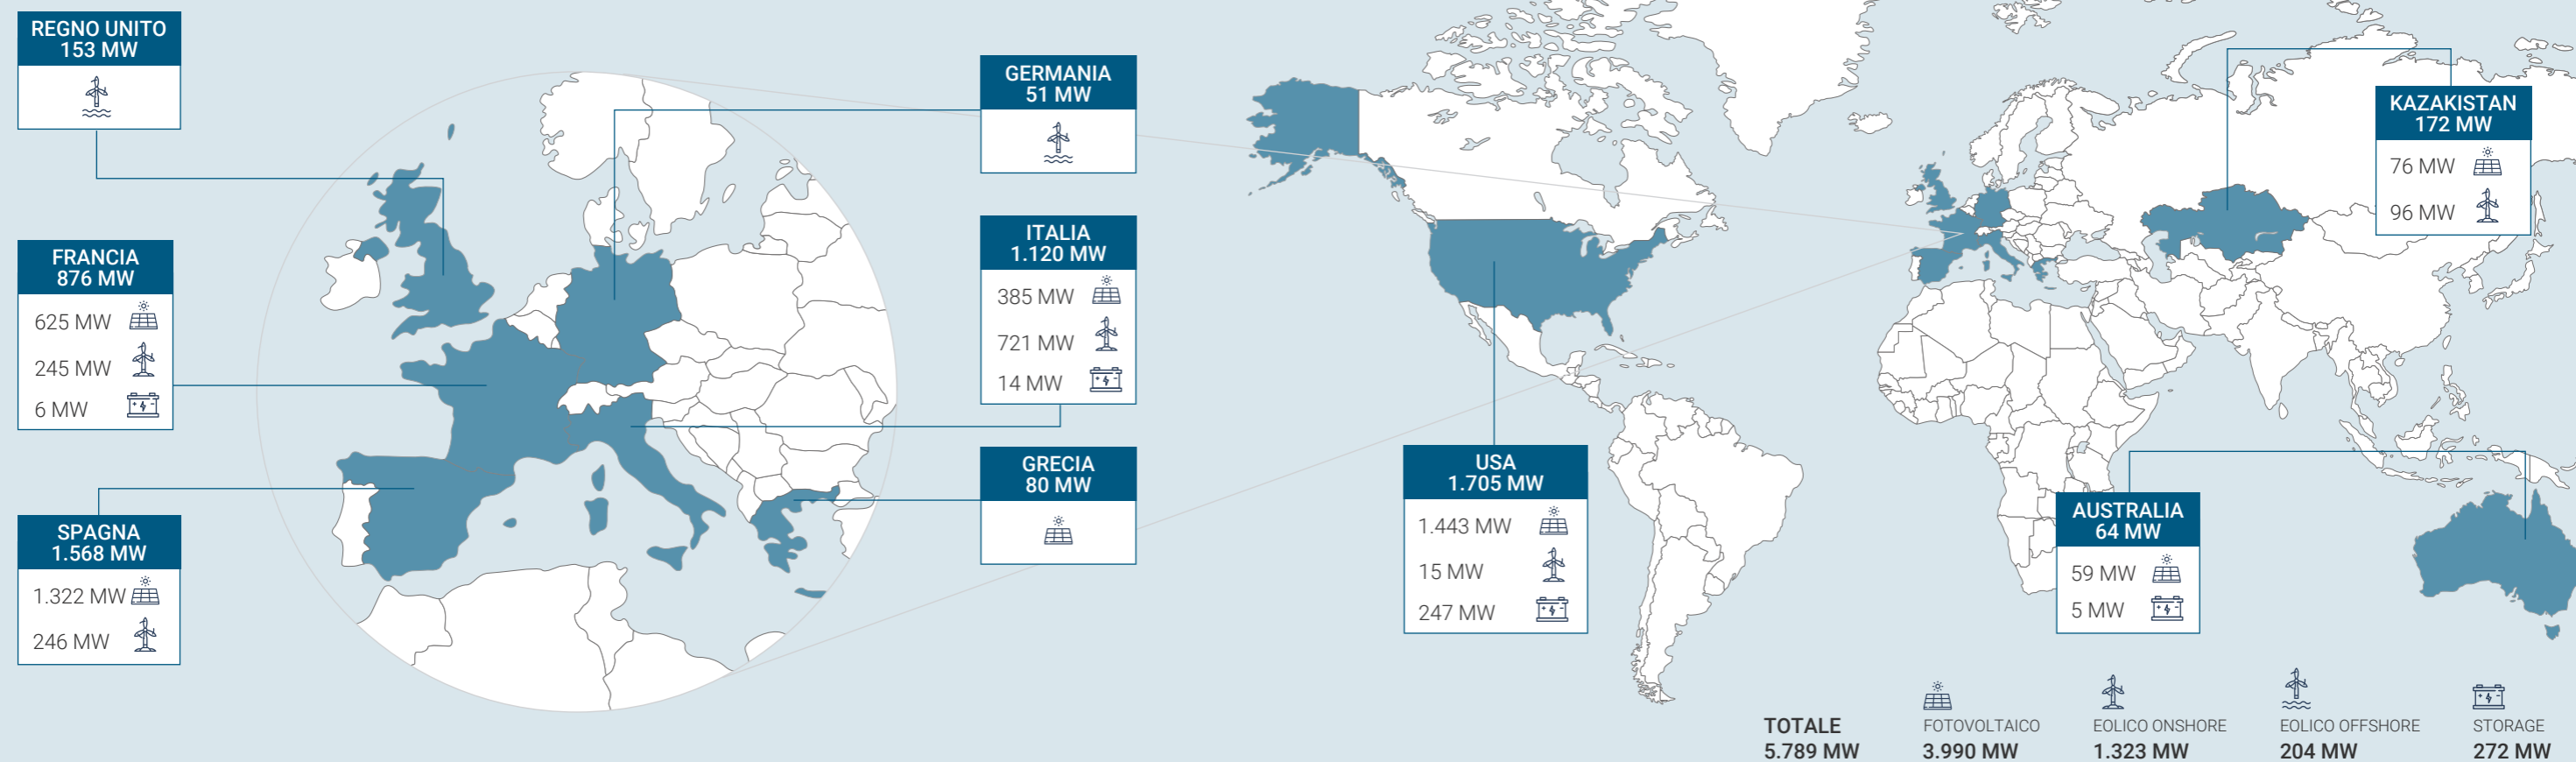 REGNO UNITO
153 MW
FRANCIA
876 MW
625 MW
245 MW
6 MW
SPAGNA
1.568 MW
1.322 MW
246 MW
GERMANIA
51 MW
ITALIA
1.120 MW
385 MW
721 MW
14 MW
GRECIA
80 MW
USA
1.705 MW
1.443 MW
15 MW
247 MW
KAZAKISTAN
172 MW
76 MW
96 MW
AUSTRALIA
64 MW
59 MW
5 MW
TOTALE
5.789 MW
FOTOVOLTAICO
3.990 MW
EOLICO ONSHORE
1.323 MW
EOLICO OFFSHORE
204 MW
STORAGE
272 MW